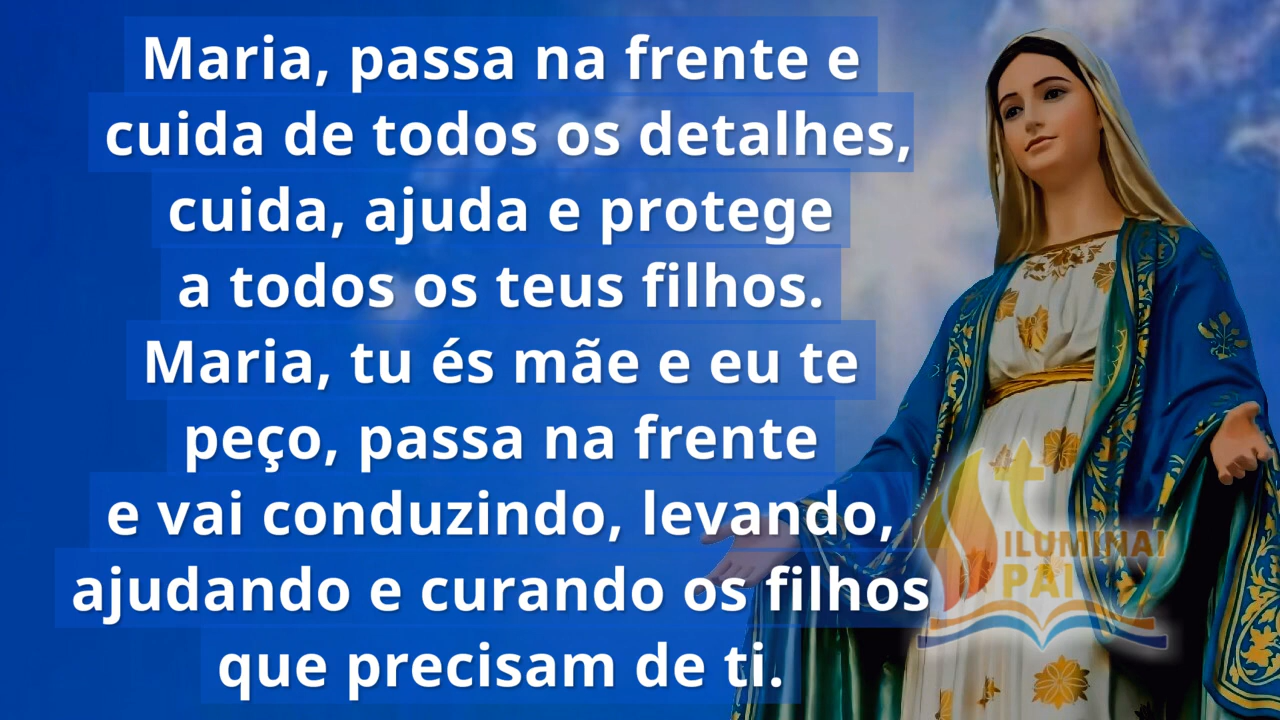 Maria, passa na frente e
cuida de todos os detalhes,
cuida, ajuda e protege
a todos os teus filhos.
Maria, tu és mãe e eu te
peço, passa na frente
e vai conduzindo, levando,
ajudando e curando os filhos
que precisam de ti.
ILUMINAI
PAI